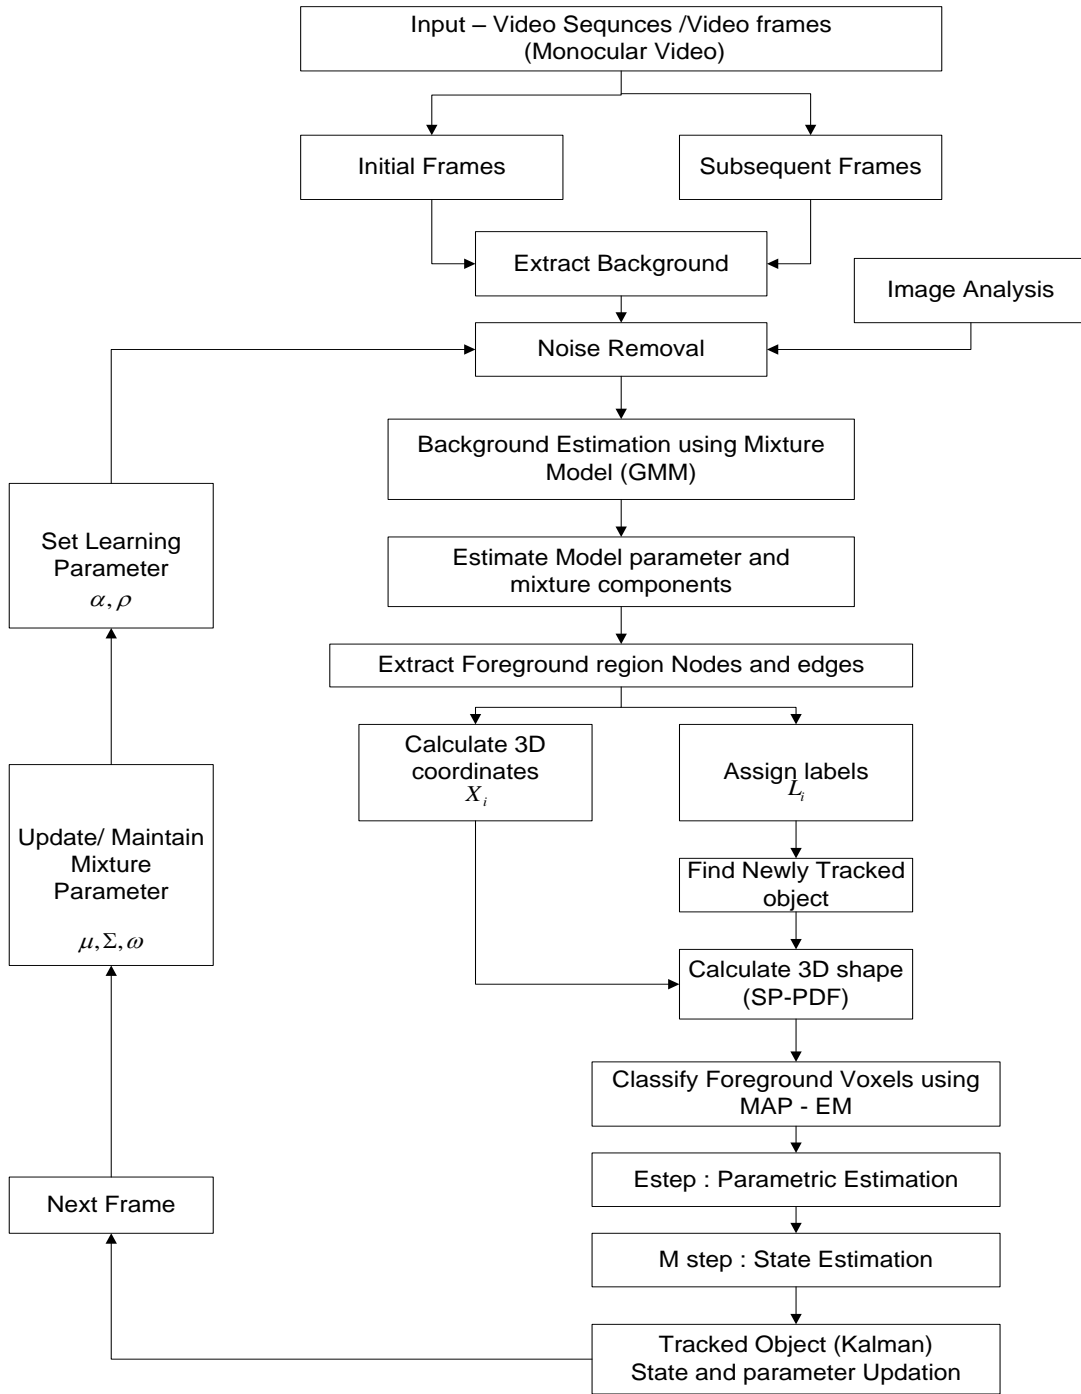 Input – Video Sequnces /Video frames
(Monocular Video)
Initial Frames
Subsequent Frames
Extract Background
Image Analysis
Noise Removal
Background Estimation using Mixture
Model (GMM)
Set Learning
Parameter
α, ρ
Estimate Model parameter and
mixture components
Extract Foreground region Nodes and edges
Calculate 3D
coordinates
X_i
Assign labels
L_i
Update/ Maintain
Mixture
Parameter
μ, Σ, ω
Find Newly Tracked
object
Calculate 3D shape
(SP-PDF)
Classify Foreground Voxels using
MAP - EM
Estep : Parametric Estimation
Next Frame
M step : State Estimation
Tracked Object (Kalman)
State and parameter Updation